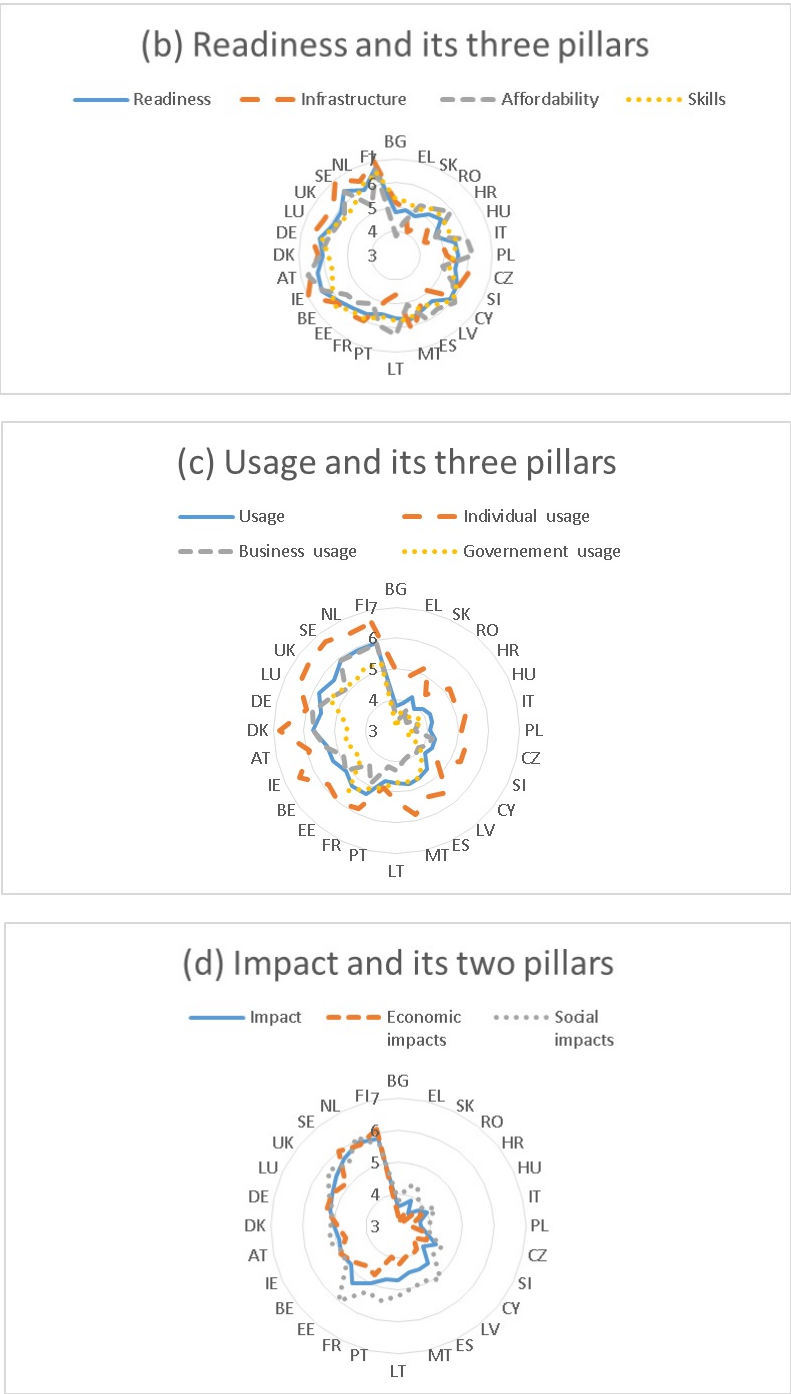 (b) Readiness and its three pillars
Readiness Infrastructure Affordability Skills
BG
EL
SK
RO
HR
HU
IT
PL
CZ
SI
CY
LV
ES
MT
LT
PT
FR
EE
BE
IE
AT
DK
DE
LU
UK
SE
NL
FI
7
6
5
4
3
(c) Usage and its three pillars
Usage Individual usage
Business usage Governement usage
BG
EL
SK
RO
HR
HU
IT
PL
CZ
SI
CY
LV
ES
MT
LT
PT
FR
EE
BE
IE
AT
DK
DE
LU
UK
SE
NL
FI
7
6
5
4
3
(d) Impact and its two pillars
Impact Economic impacts Social impacts
BG
EL
SK
RO
HR
HU
IT
PL
CZ
SI
CY
LV
ES
MT
LT
PT
FR
EE
BE
IE
AT
DK
DE
LU
UK
SE
NL
FI
7
6
5
4
3